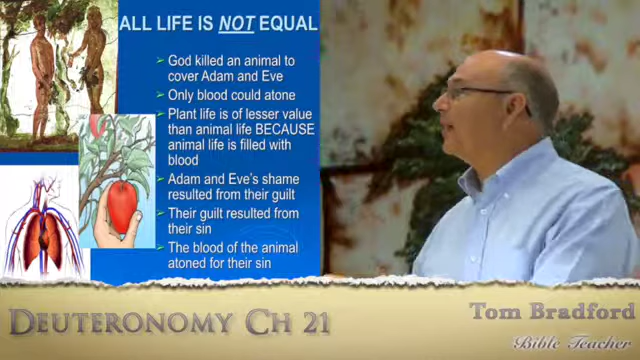 ALL LIFE IS NOT EQUAL
➢ God killed an animal to
cover Adam and Eve
➢ Only blood could atone
➢ Plant life is of lesser value
than animal life BECAUSE
animal life is filled with
blood
➢ Adam and Eve's shame
resulted from their guilt
➢ Their guilt resulted from
their sin
➢ The blood of the animal
atoned for their sin
DEUTERONOMY CH 21
Tom Bradford
Bible Teacher